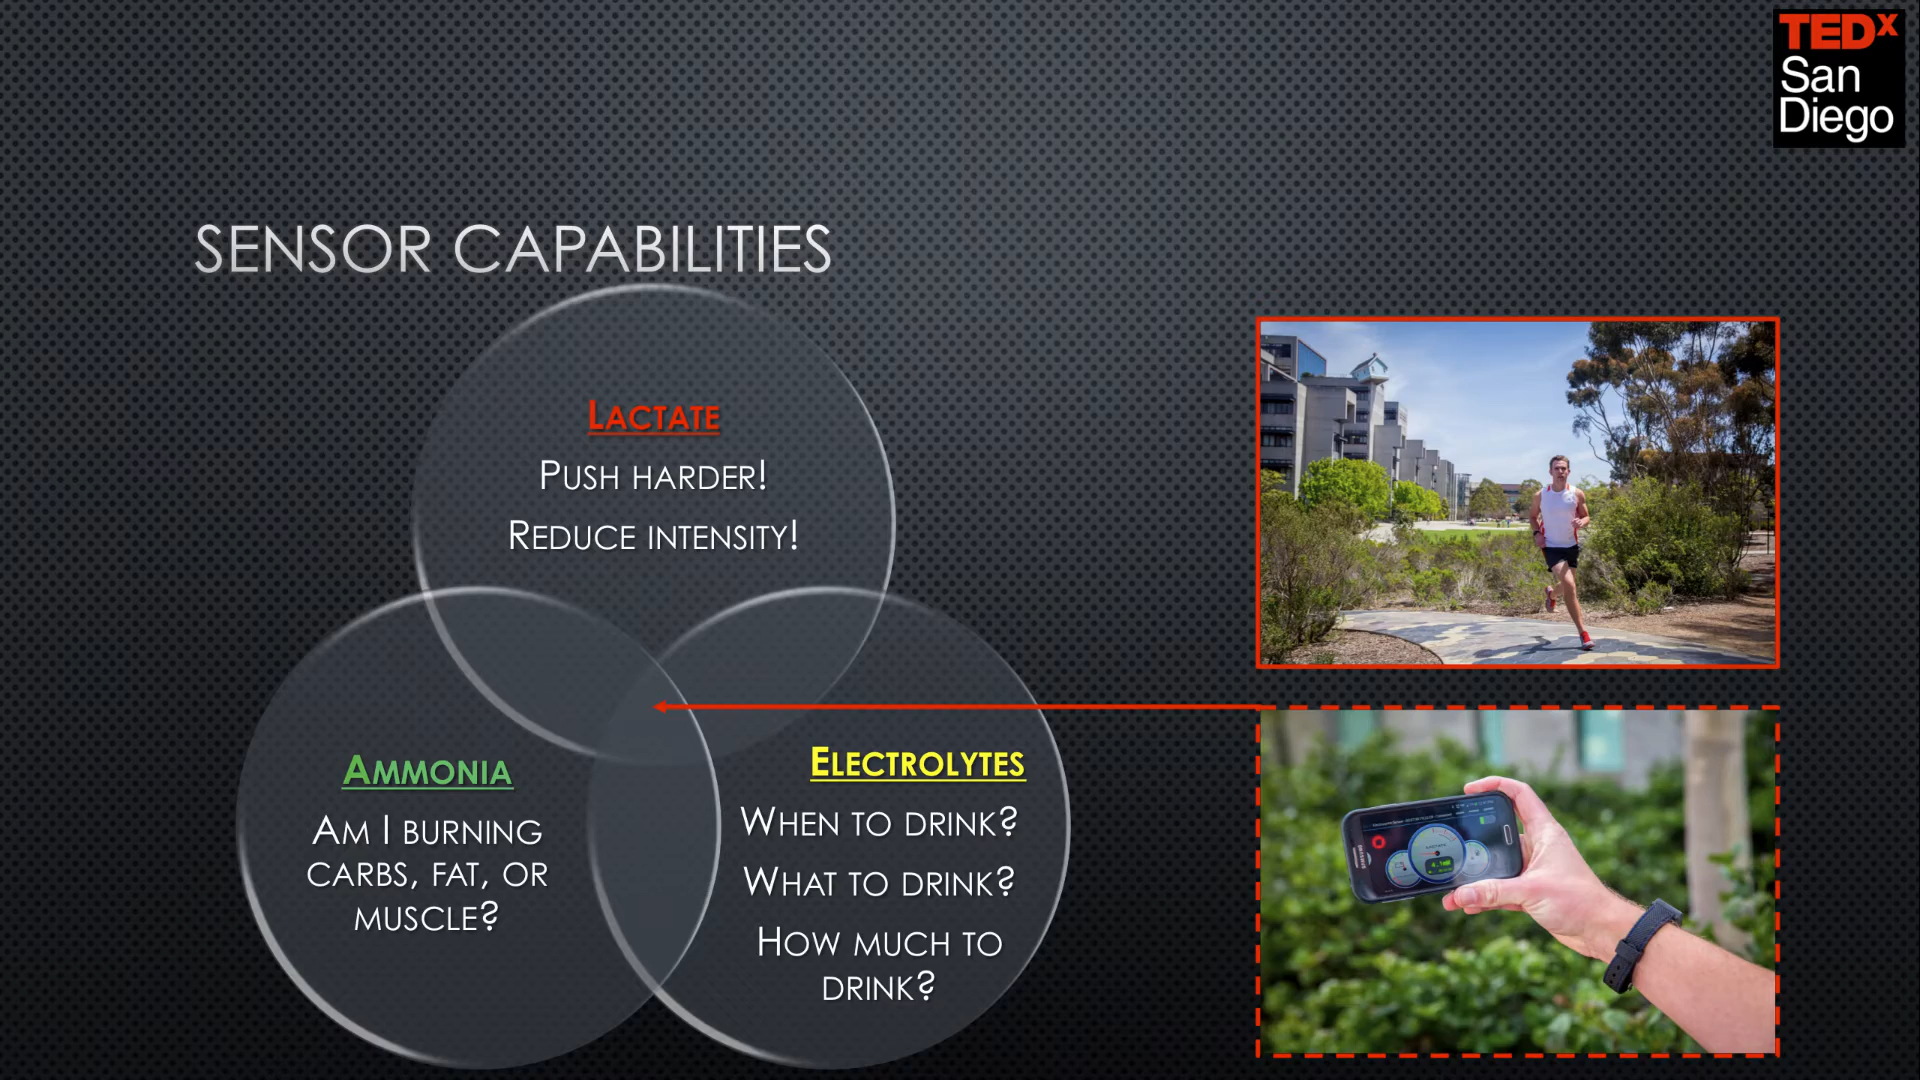 TEDx
San
Diego
SENSOR CAPABILITIES
LACTATE
PUSH HARDER!
REDUCE INTENSITY!
AMMONIA
AM I BURNING
CARBS, FAT, OR
MUSCLE?
ELECTROLYTES
WHEN TO DRINK?
WHAT TO DRINK?
HOW MUCH TO
DRINK?